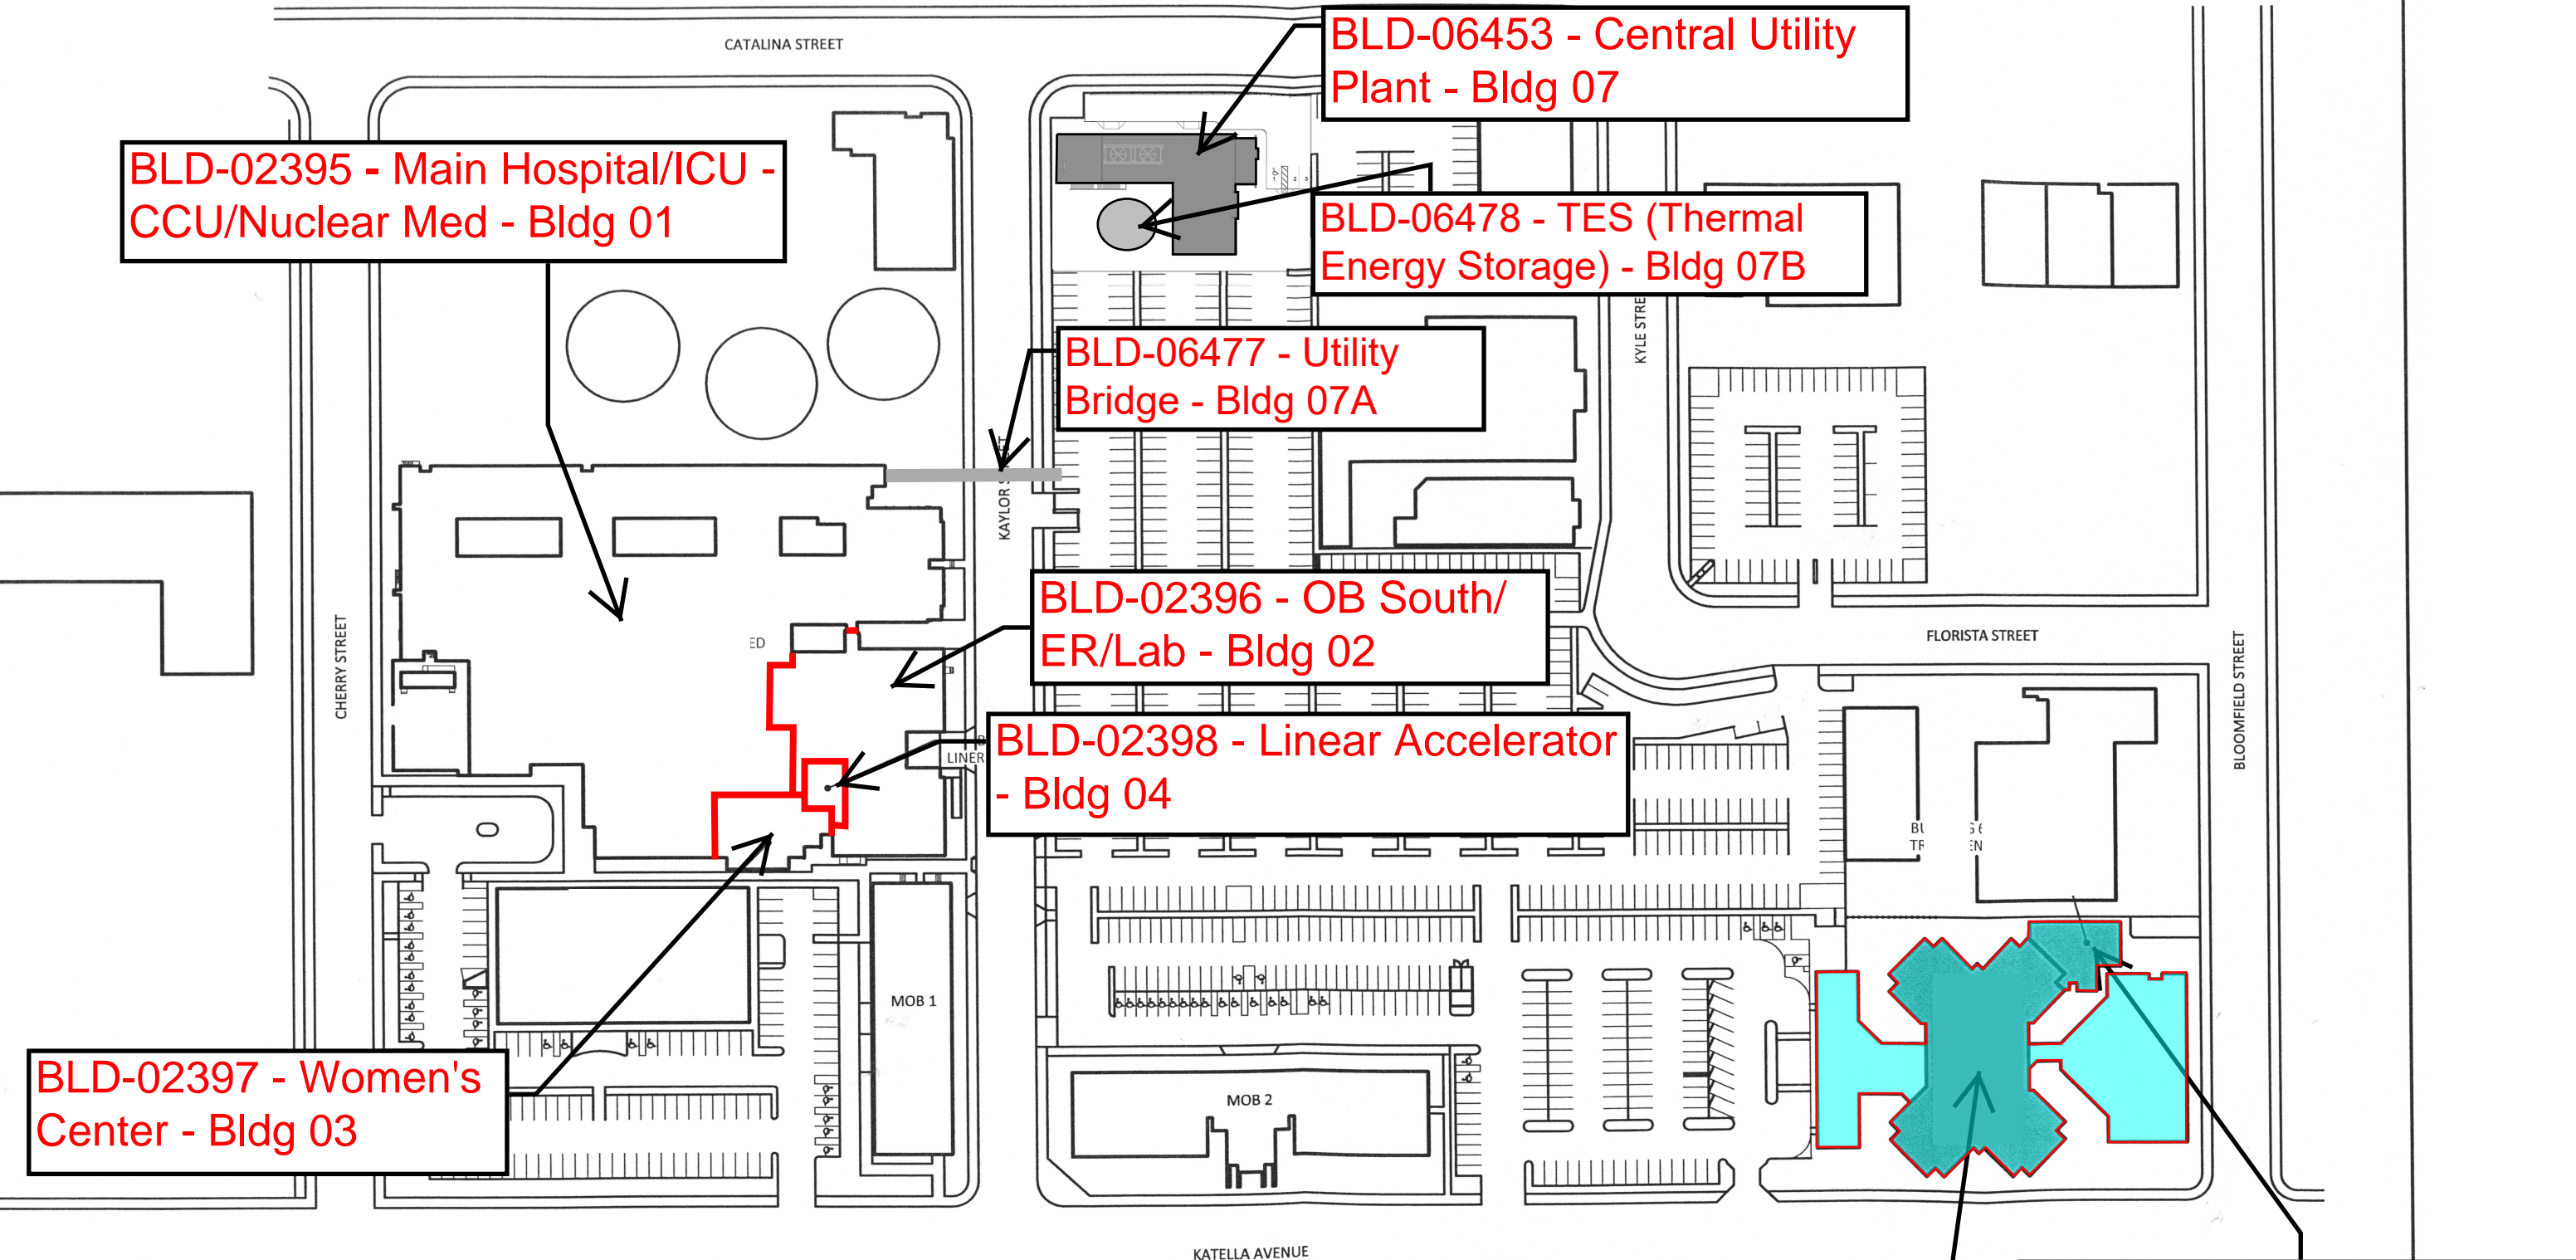 CATALINA STREET
BLD-06453 - Central Utility
Plant - Bldg 07
BLD-02395 - Main Hospital/ICU -
CCU/Nuclear Med - Bldg 01
BLD-06478 - TES (Thermal
Energy Storage) - Bldg 07B
BLD-06477 - Utility
Bridge - Bldg 07A
KYLE STRE
KAYLOR S
BLD-02396 - OB South/
ER/Lab - Bldg 02
ED
CHERRY STREET
FLORISTA STREET
BLOOMFIELD STREET
BLD-02398 - Linear Accelerator
- Bldg 04
LINER
MOB 1
BLD-02397 - Women's
Center - Bldg 03
MOB 2
KATELLA AVENUE